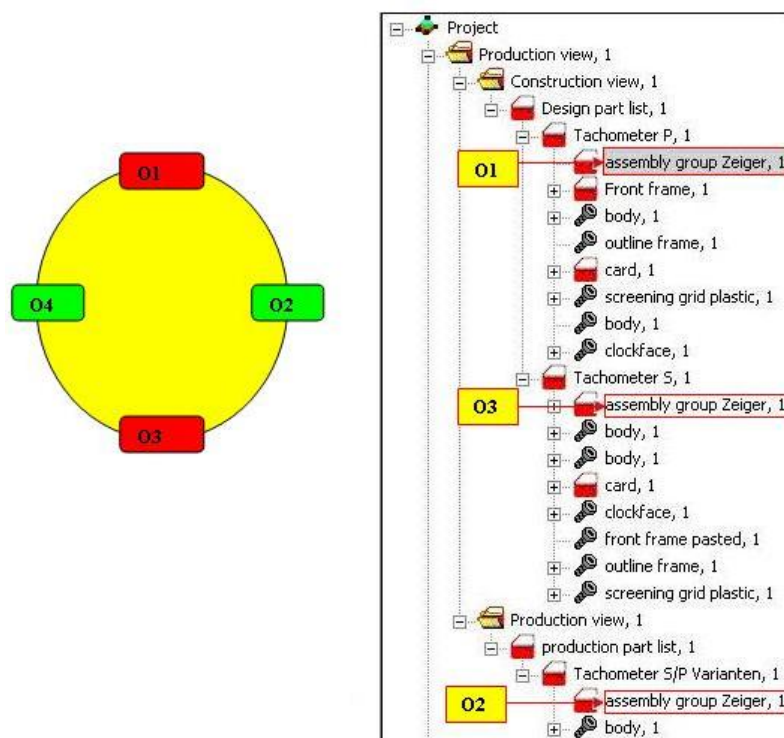 O1
O4
O2
O3
Project
Production view, 1
Construction view, 1
Design part list, 1
Tachometer P, 1
O1
assembly group Zeiger, 1
Front frame, 1
body, 1
outline frame, 1
card, 1
screening grid plastic, 1
body, 1
clockface, 1
Tachometer S, 1
O3
assembly group Zeiger, 1
body, 1
body, 1
card, 1
clockface, 1
front frame pasted, 1
outline frame, 1
screening grid plastic, 1
Production view, 1
production part list, 1
Tachometer S/P Varianten, 1
O2
assembly group Zeiger, 1
body, 1